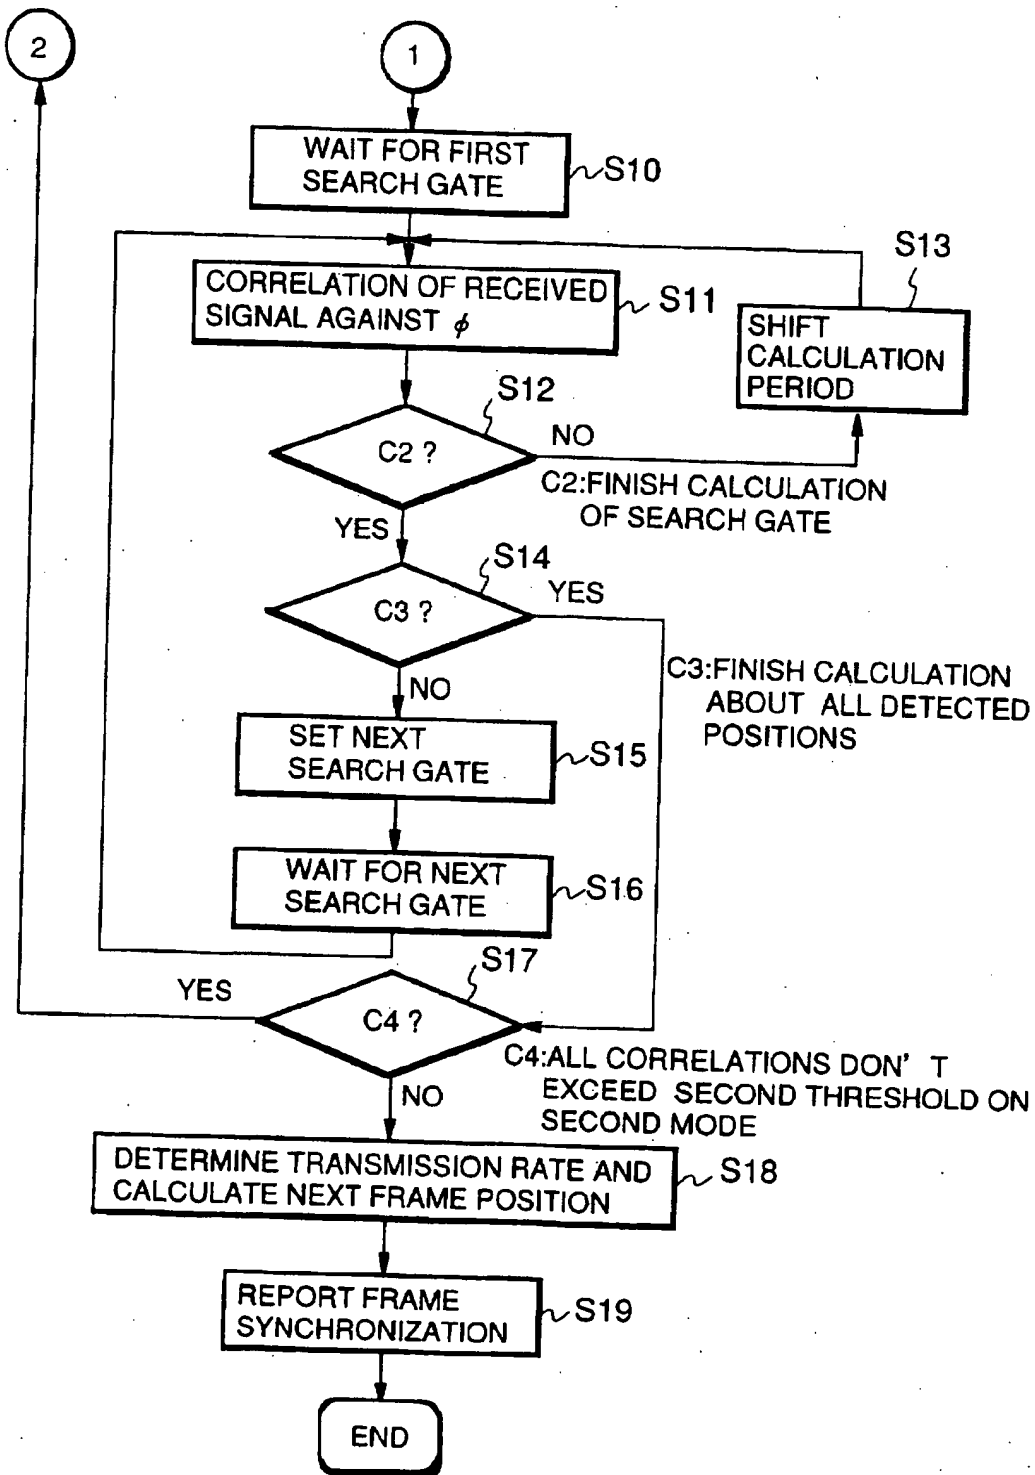 2
1
WAIT FOR FIRST
SEARCH GATE
S10
S13
CORRELATION OF RECEIVED
SIGNAL AGAINST ϕ
S11
SHIFT
CALCULATION
PERIOD
S12
C2 ?
NO
C2:FINISH CALCULATION
OF SEARCH GATE
YES
S14
C3 ?
YES
C3:FINISH CALCULATION
ABOUT ALL DETECTED
POSITIONS
NO
SET NEXT
SEARCH GATE
S15
WAIT FOR NEXT
SEARCH GATE
S16
S17
YES
C4 ?
C4:ALL CORRELATIONS DON'T
EXCEED SECOND THRESHOLD ON
SECOND MODE
NO
DETERMINE TRANSMISSION RATE AND
CALCULATE NEXT FRAME POSITION
S18
REPORT FRAME
SYNCHRONIZATION
S19
END